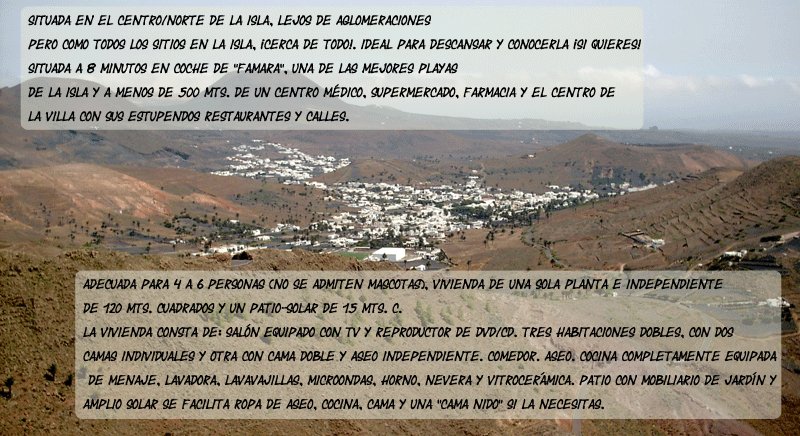 SITUADA EN EL CENTRO/NORTE DE LA ISLA, LEJOS DE AGLOMERACIONES
PERO COMO TODOS LOS SITIOS EN LA ISLA, ¡CERCA DE TODO!. IDEAL PARA DESCANSAR Y CONOCERLA ¡SI QUIERES!
SITUADA A 8 MINUTOS EN COCHE DE "FAMARA", UNA DE LAS MEJORES PLAYAS
DE LA ISLA Y A MENOS DE 500 MTS. DE UN CENTRO MÉDICO, SUPERMERCADO, FARMACIA Y EL CENTRO DE
LA VILLA CON SUS ESTUPENDOS RESTAURANTES Y CALLES.
ADECUADA PARA 4 A 6 PERSONAS (NO SE ADMITEN MASCOTAS), VIVIENDA DE UNA SOLA PLANTA E INDEPENDIENTE
DE 120 MTS. CUADRADOS Y UN PATIO-SOLAR DE 15 MTS. C.
LA VIVIENDA CONSTA DE: SALÓN EQUIPADO CON TV Y REPRODUCTOR DE DVD/CD. TRES HABITACIONES DOBLES, CON DOS
CAMAS INDIVIDUALES Y OTRA CON CAMA DOBLE Y ASEO INDEPENDIENTE. COMEDOR. ASEO. COCINA COMPLETAMENTE EQUIPADA
DE MENAJE, LAVADORA, LAVAVAJILLAS, MICROONDAS, HORNO, NEVERA Y VITROCERÁMICA. PATIO CON MOBILIARIO DE JARDÍN Y
AMPLIO SOLAR SE FACILITA ROPA DE ASEO, COCINA, CAMA Y UNA "CAMA NIDO" SI LA NECESITAS.